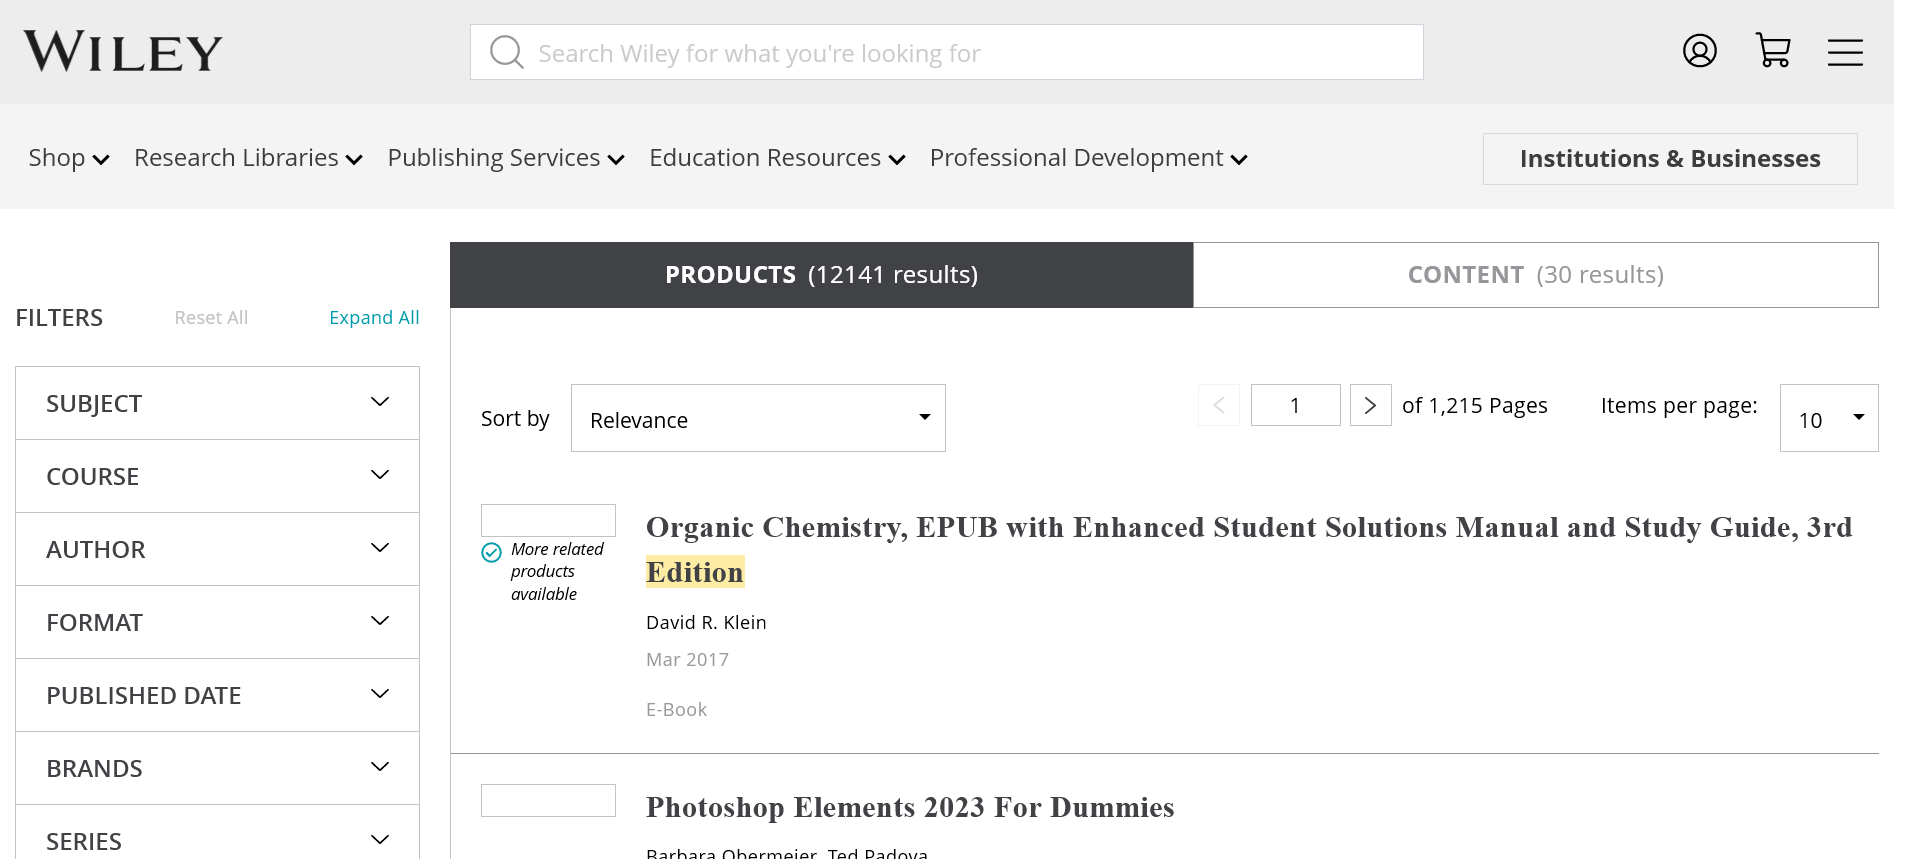 WILEY
Search Wiley for what you're looking for
Shop Research Libraries Publishing Services Education Resources Professional Development Institutions & Businesses
PRODUCTS (12141 results) CONTENT (30 results)
FILTERS Reset All Expand All
SUBJECT
COURSE
AUTHOR
FORMAT
PUBLISHED DATE
BRANDS
SERIES
Sort by Relevance 1 of 1,215 Pages Items per page: 10
More related
products
available
Organic Chemistry, EPUB with Enhanced Student Solutions Manual and Study Guide, 3rd
Edition
David R. Klein
Mar 2017
E-Book
Photoshop Elements 2023 For Dummies
Barbara Obermeier, Ted Padova